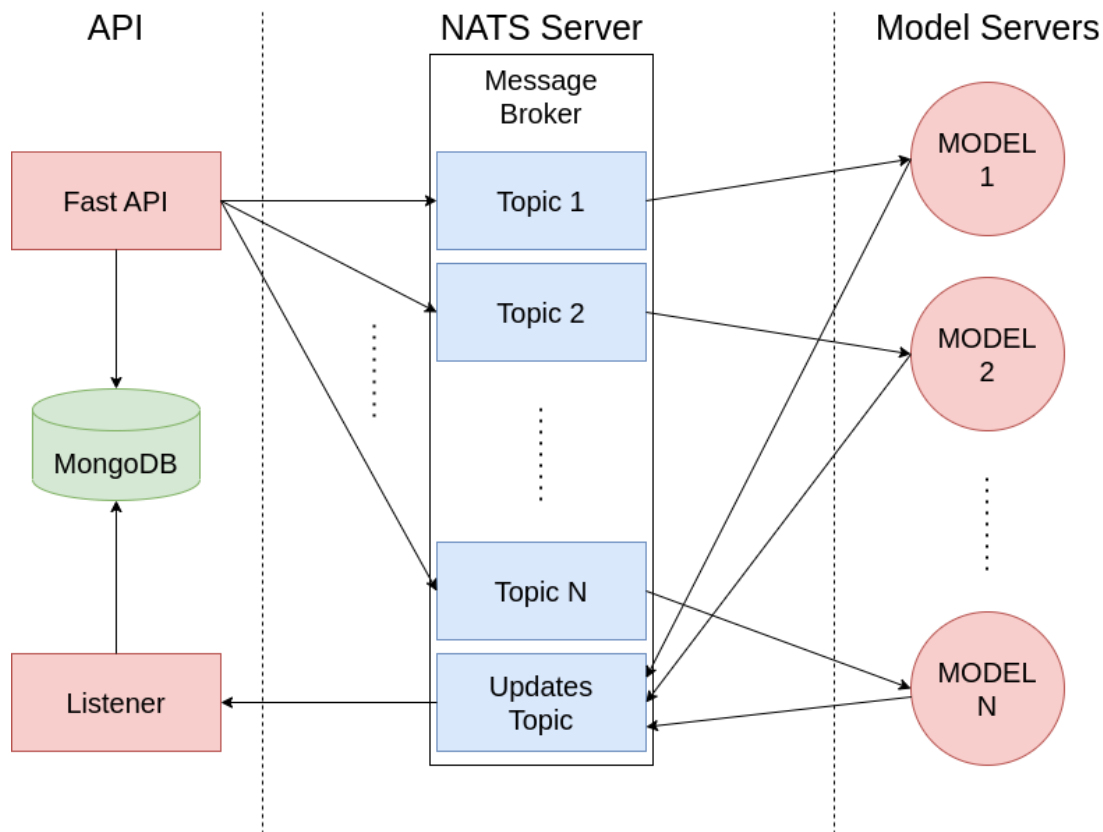 API
NATS Server
Model Servers
Message
Broker
Fast API
Topic 1
MODEL
1
Topic 2
MODEL
2
MongoDB
Topic N
Listener
Updates
Topic
MODEL
N